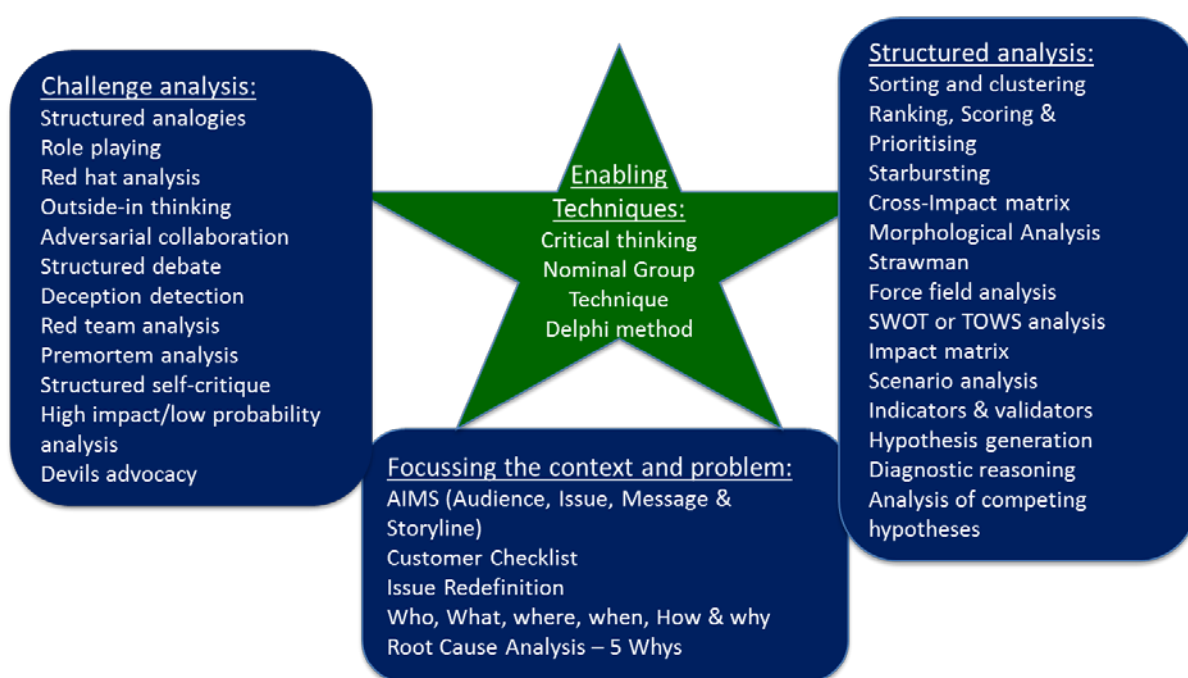 Challenge analysis:
Structured analogies
Role playing
Red hat analysis
Outside-in thinking
Adversarial collaboration
Structured debate
Deception detection
Red team analysis
Premortem analysis
Structured self-critique
High impact/low probability
analysis
Devils advocacy
Enabling
Techniques:
Critical thinking
Nominal Group
Technique
Delphi method
Structured analysis:
Sorting and clustering
Ranking, Scoring &
Prioritising
Starbursting
Cross-Impact matrix
Morphological Analysis
Strawman
Force field analysis
SWOT or TOWS analysis
Impact matrix
Scenario analysis
Indicators & validators
Hypothesis generation
Diagnostic reasoning
Analysis of competing
hypotheses
Focussing the context and problem:
AIMS (Audience, Issue, Message &
Storyline)
Customer Checklist
Issue Redefinition
Who, What, where, when, How & why
Root Cause Analysis – 5 Whys